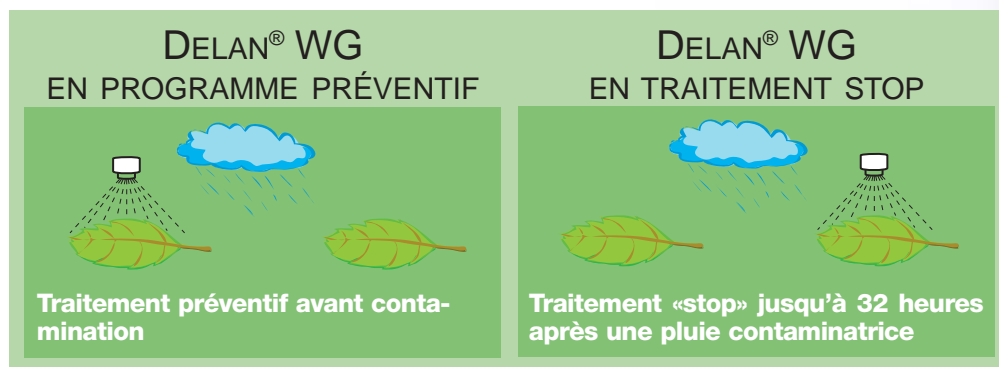 DELAN® WG
EN PROGRAMME PRÉVENTIF
Traitement préventif avant conta-
mination
DELAN® WG
EN TRAITEMENT STOP
Traitement «stop» jusqu'à 32 heures
après une pluie contaminatrice